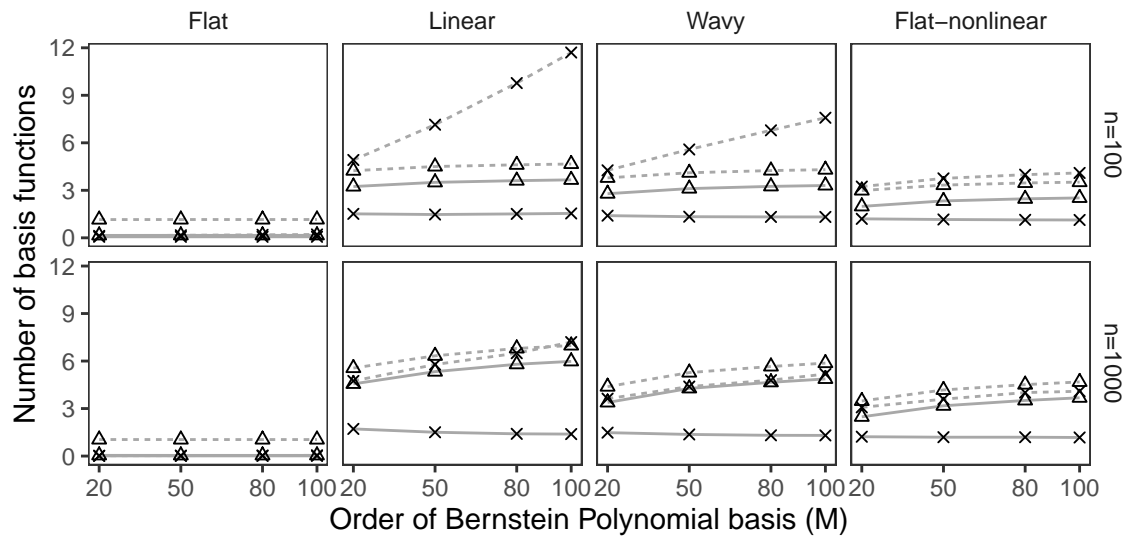 Flat Linear Wavy Flat−nonlinear
Number of basis functions
12
9
6
3
0
n=100
12
9
6
3
0
n=1000
20 50 80 100 20 50 80 100 20 50 80 100 20 50 80 100
Order of Bernstein Polynomial basis (M)